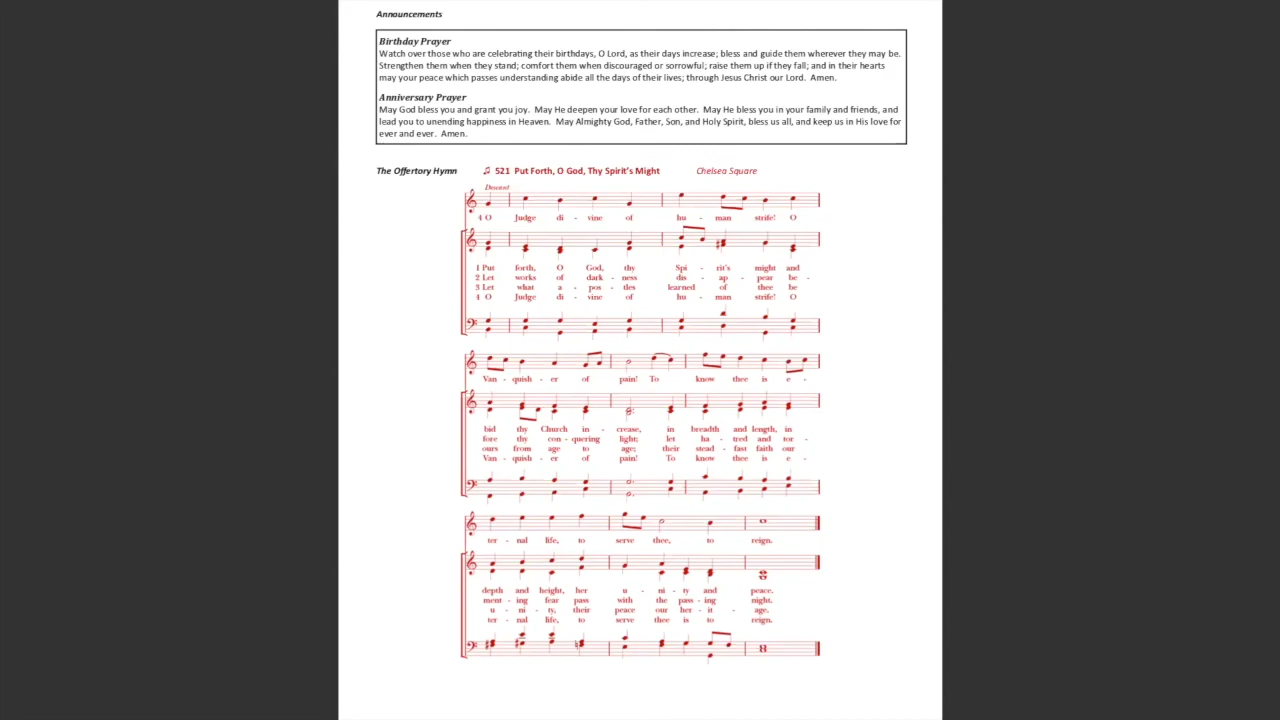 Announcements
Birthday Prayer
Watch over those who are celebrating their birthdays, O Lord, as their days increase; bless and guide them wherever they may be.
Strengthen them when they stand; comfort them when discouraged or sorrowful; raise them up if they fall; and in their hearts
may your peace which passes understanding abide all the days of their lives; through Jesus Christ our Lord.  Amen.
Anniversary Prayer
May God bless you and grant you joy.  May He deepen your love for each other.  May He bless you in your family and friends, and
lead you to unending happiness in Heaven.  May Almighty God, Father, Son, and Holy Spirit, bless us all, and keep us in His love for
ever and ever.  Amen.
The Offertory Hymn ♫ 521 Put Forth, O God, Thy Spirit's Might Chelsea Square
Descant
4 O Judge di - vine of hu - man strife! O
1 Put forth, O God, thy Spi - rit's might and
2 Let works of dark - ness dis - ap - pear be -
3 Let what a - pos - tles learned of thee be
4 O Judge di - vine of hu - man strife! O
Van - quish - er of pain! To know thee is e -
bid thy Church in - crease, in breadth and length, in
fore thy con - quering light; let ha - tred and tor -
ours from age to age; their stead - fast faith our
Van - quish - er of pain! To know thee is e -
ter - nal life, to serve thee, to reign.
depth and height, her u - ni - ty and peace,
ment - ing fear pass with the pass - ing night.
u - ni - ty, their peace our her - it - age.
ter - nal life, to serve thee is to reign.